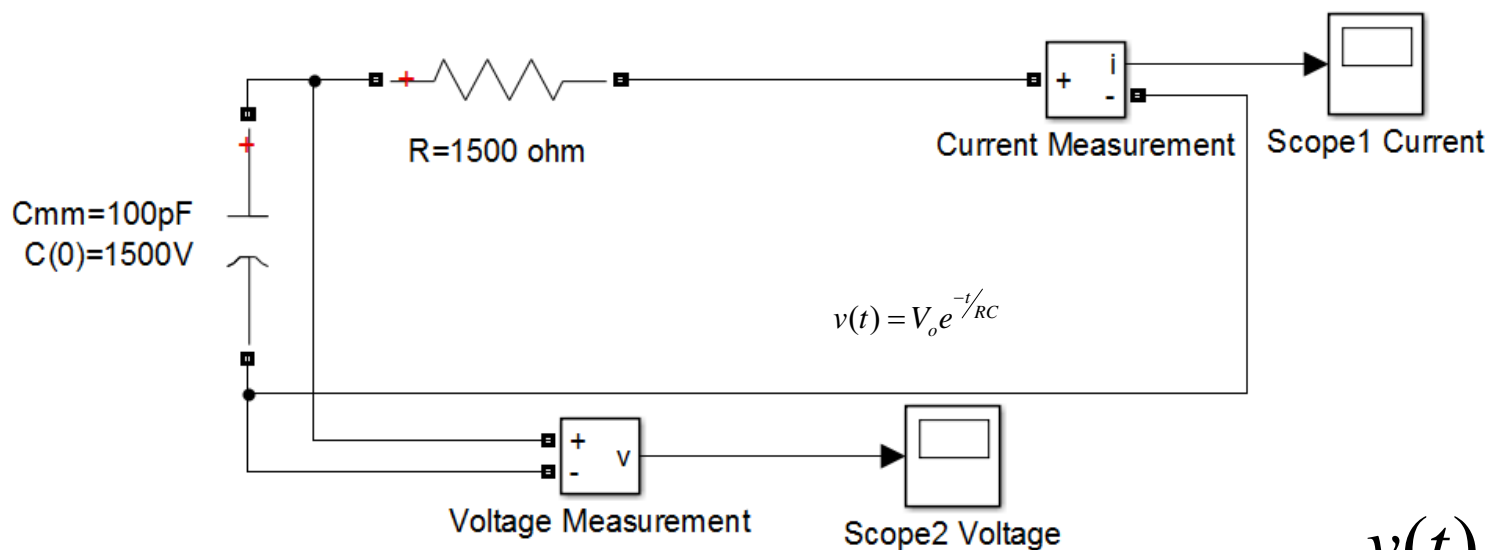 i
+
-
R=1500 ohm
Current Measurement
Scope1 Current
Cmm=100pF
C(0)=1500V
v(t) = V_o e^{-t/RC}
+
-
v
Voltage Measurement
Scope2 Voltage
v(t)